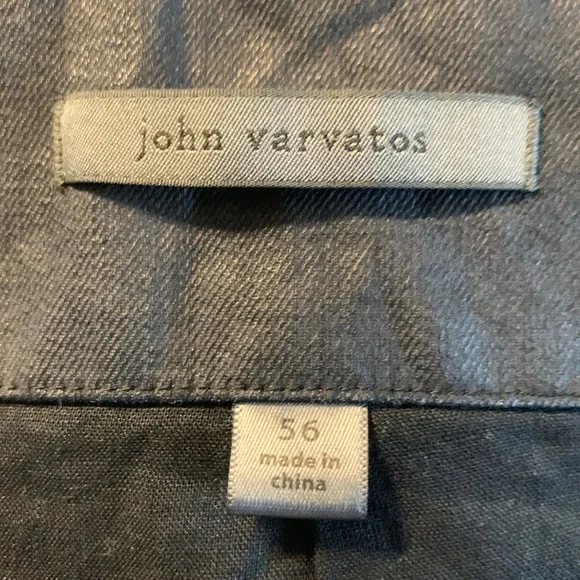 john varvatos
56
made in
china